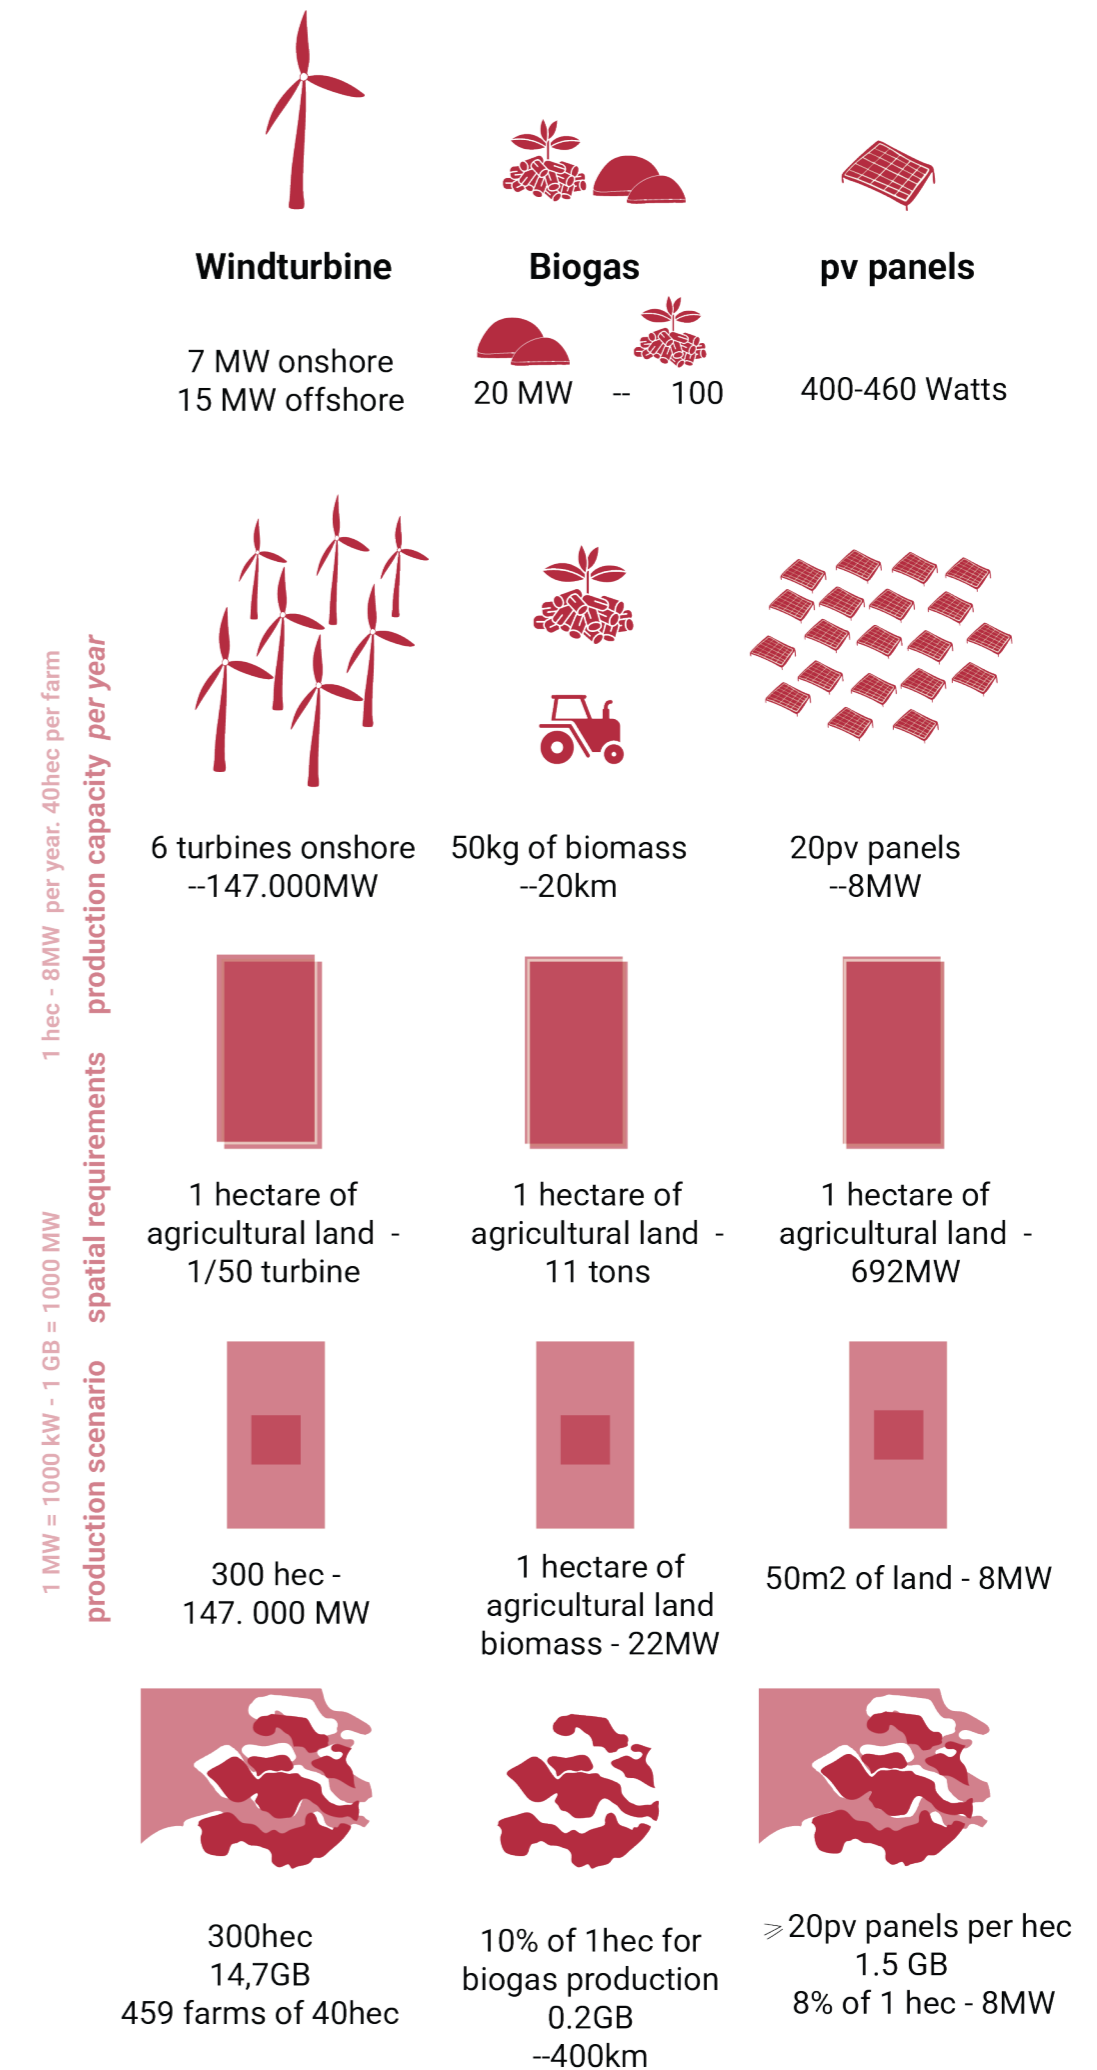 Windturbine
Biogas
pv panels
7 MW onshore
15 MW offshore
20 MW -- 100
400-460 Watts
6 turbines onshore
--147.000MW
50kg of biomass
--20km
20pv panels
--8MW
1 hectare of
agricultural land -
1/50 turbine
1 hectare of
agricultural land -
11 tons
1 hectare of
agricultural land -
692MW
300 hec -
147. 000 MW
1 hectare of
agricultural land
biomass - 22MW
50m2 of land - 8MW
300hec
14,7GB
459 farms of 40hec
10% of 1hec for
biogas production
0.2GB
--400km
⩾20pv panels per hec
1.5 GB
8% of 1 hec - 8MW
1 MW = 1000 kW - 1 GB = 1000 MW
1 hec - 8MW per year. 40hec per farm
production scenario
spatial requirements
production capacity per year